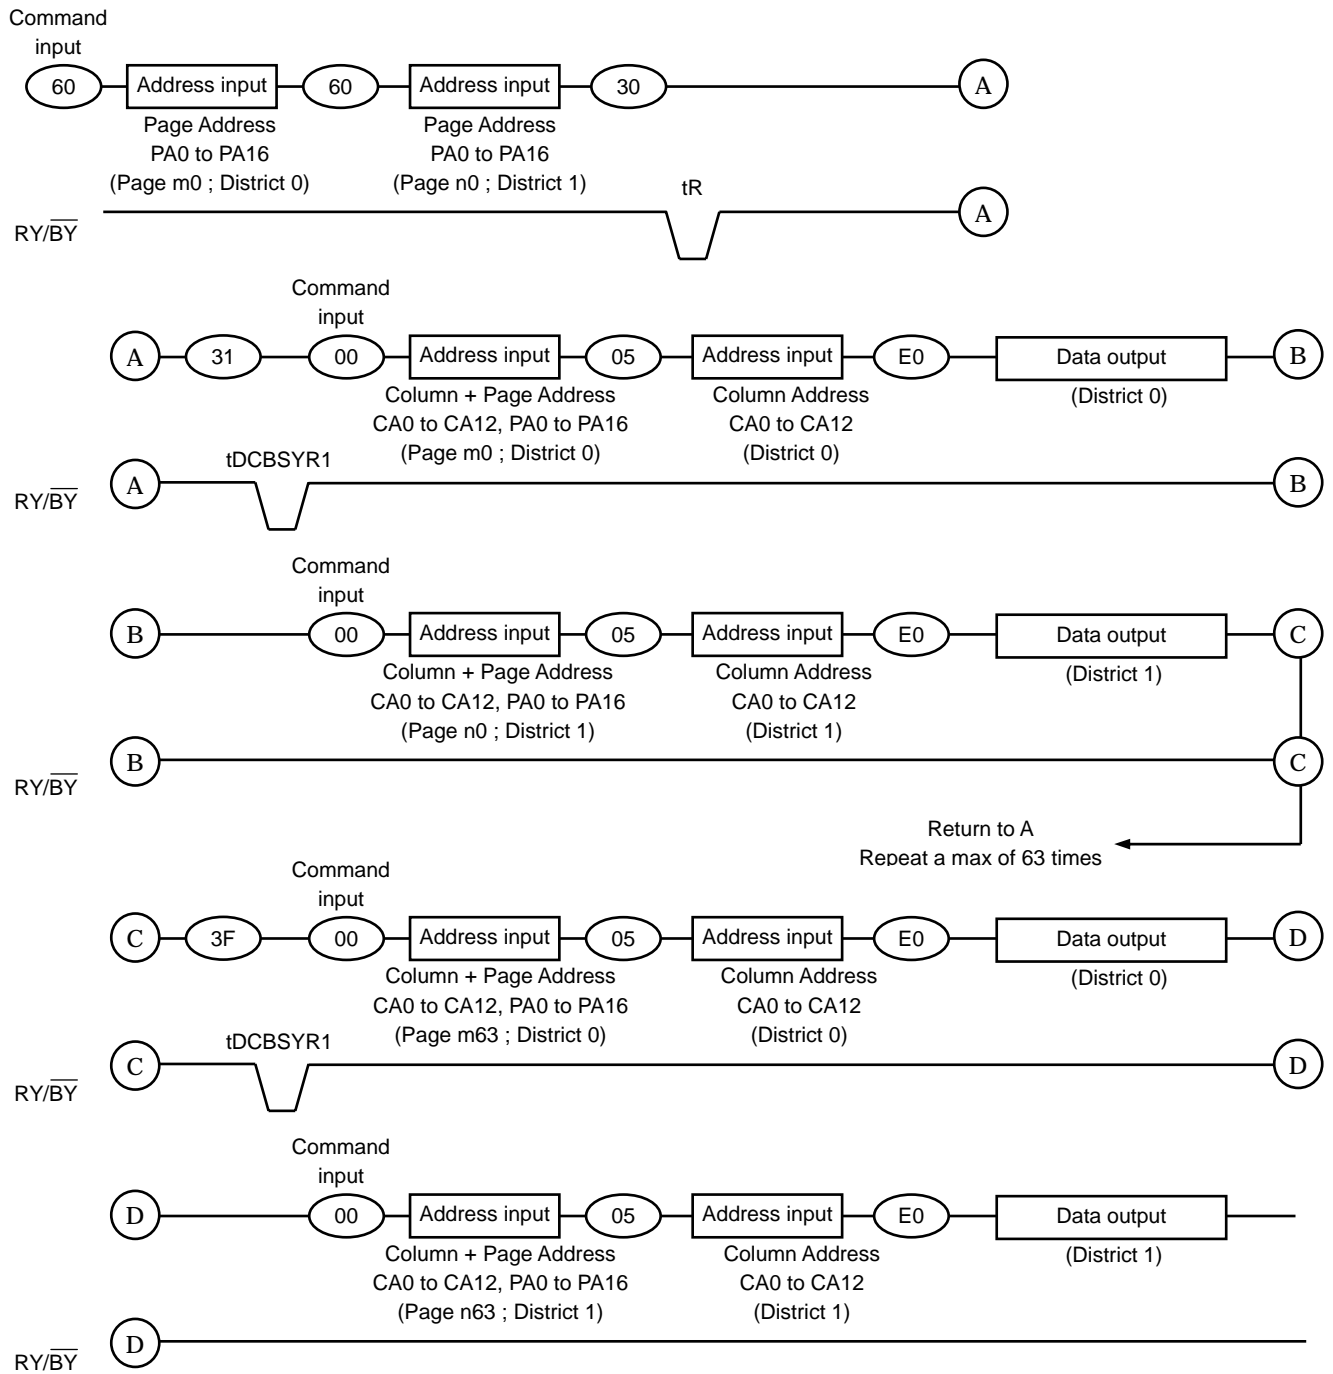 Command
input
60 Address input 60 Address input 30 A
Page Address Page Address
PA0 to PA16 PA0 to PA16
(Page m0 ; District 0) (Page n0 ; District 1)
tR
RY/BY A
Command
input
A 31 00 Address input 05 Address input E0 Data output B
Column + Page Address Column Address (District 0)
CA0 to CA12, PA0 to PA16 CA0 to CA12
(Page m0 ; District 0) (District 0)
tDCBSYR1
RY/BY A B
Command
input
B 00 Address input 05 Address input E0 Data output C
Column + Page Address Column Address (District 1)
CA0 to CA12, PA0 to PA16 CA0 to CA12
(Page n0 ; District 1) (District 1)
RY/BY B C
Return to A
Repeat a max of 63 times
Command
input
C 3F 00 Address input 05 Address input E0 Data output D
Column + Page Address Column Address (District 0)
CA0 to CA12, PA0 to PA16 CA0 to CA12
(Page m63 ; District 0) (District 0)
tDCBSYR1
RY/BY C D
Command
input
D 00 Address input 05 Address input E0 Data output
Column + Page Address Column Address (District 1)
CA0 to CA12, PA0 to PA16 CA0 to CA12
(Page n63 ; District 1) (District 1)
RY/BY D